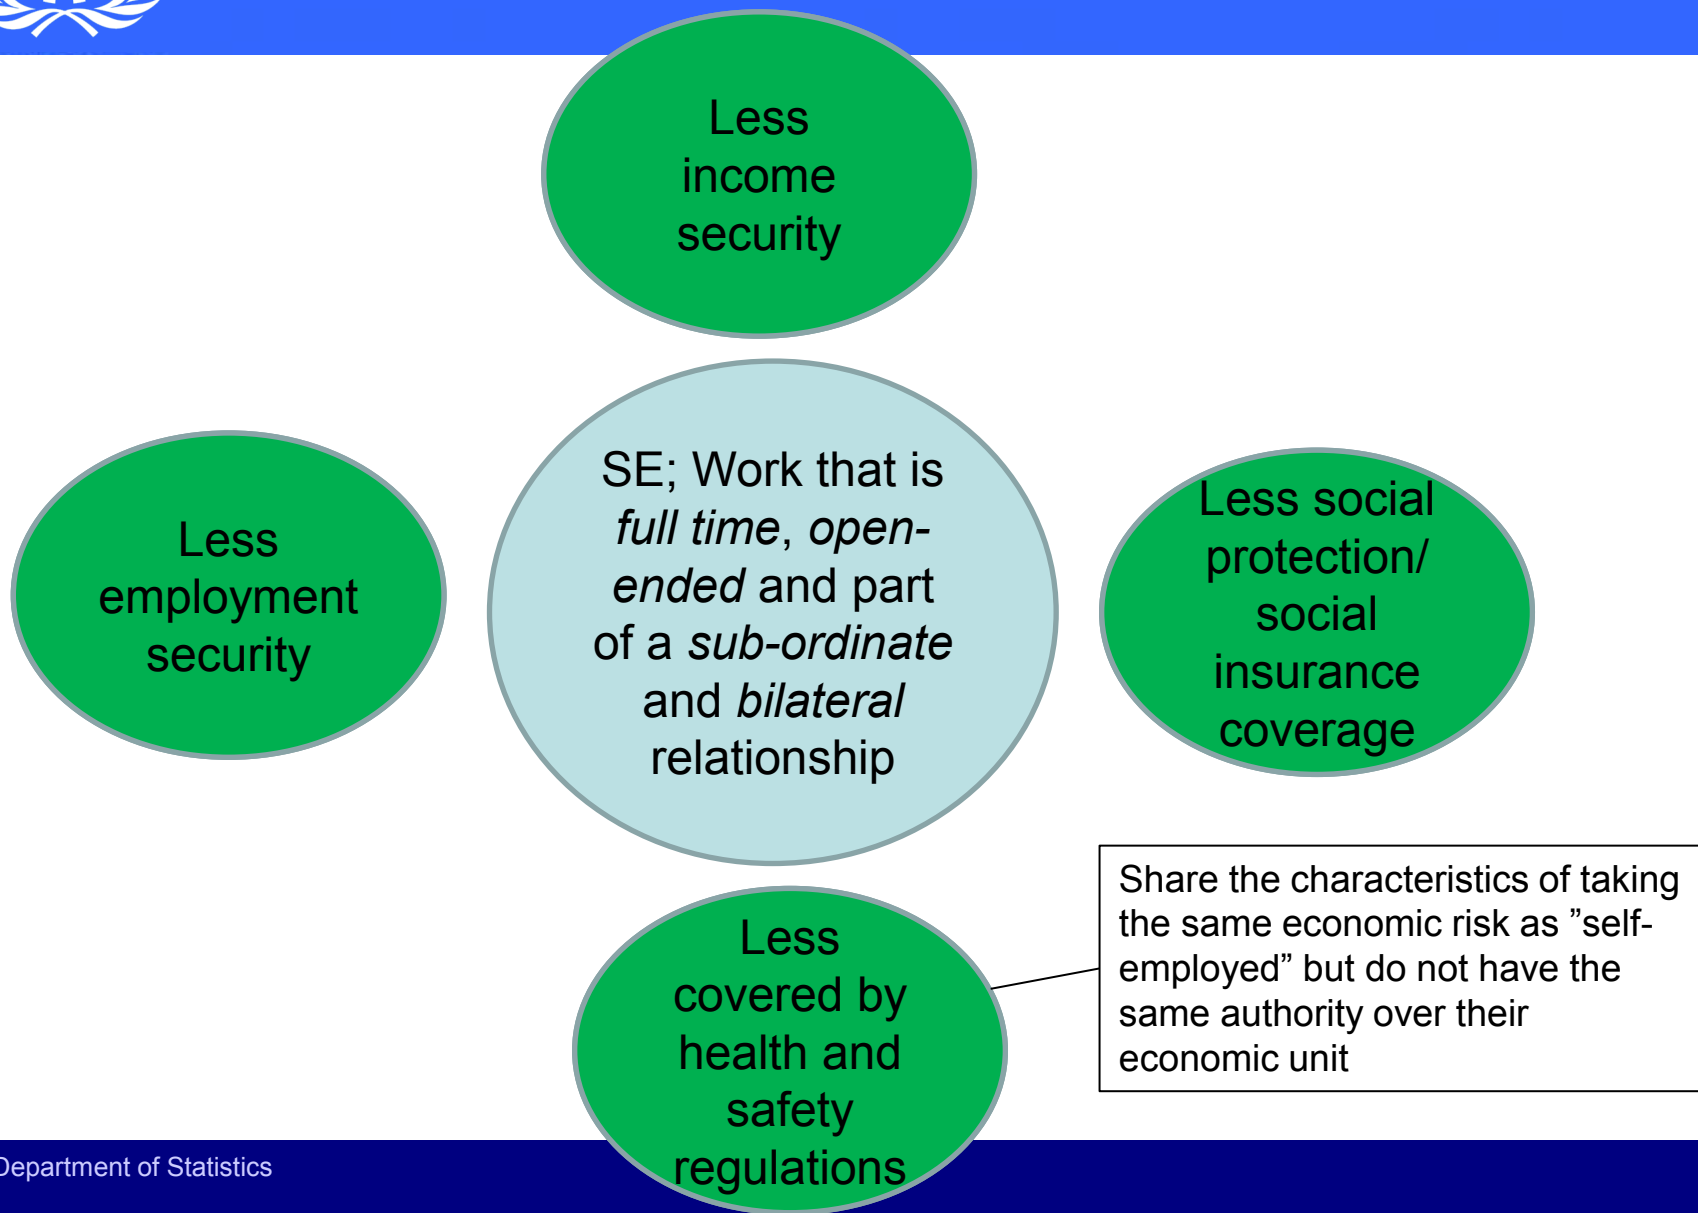 Less
income
security
SE; Work that is
full time, open-
ended and part
of a sub-ordinate
and bilateral
relationship
Less
employment
security
Less social
protection/
social
insurance
coverage
Less
covered by
health and
safety
regulations
Share the characteristics of taking
the same economic risk as ”self-
employed” but do not have the
same authority over their
economic unit
Department of Statistics